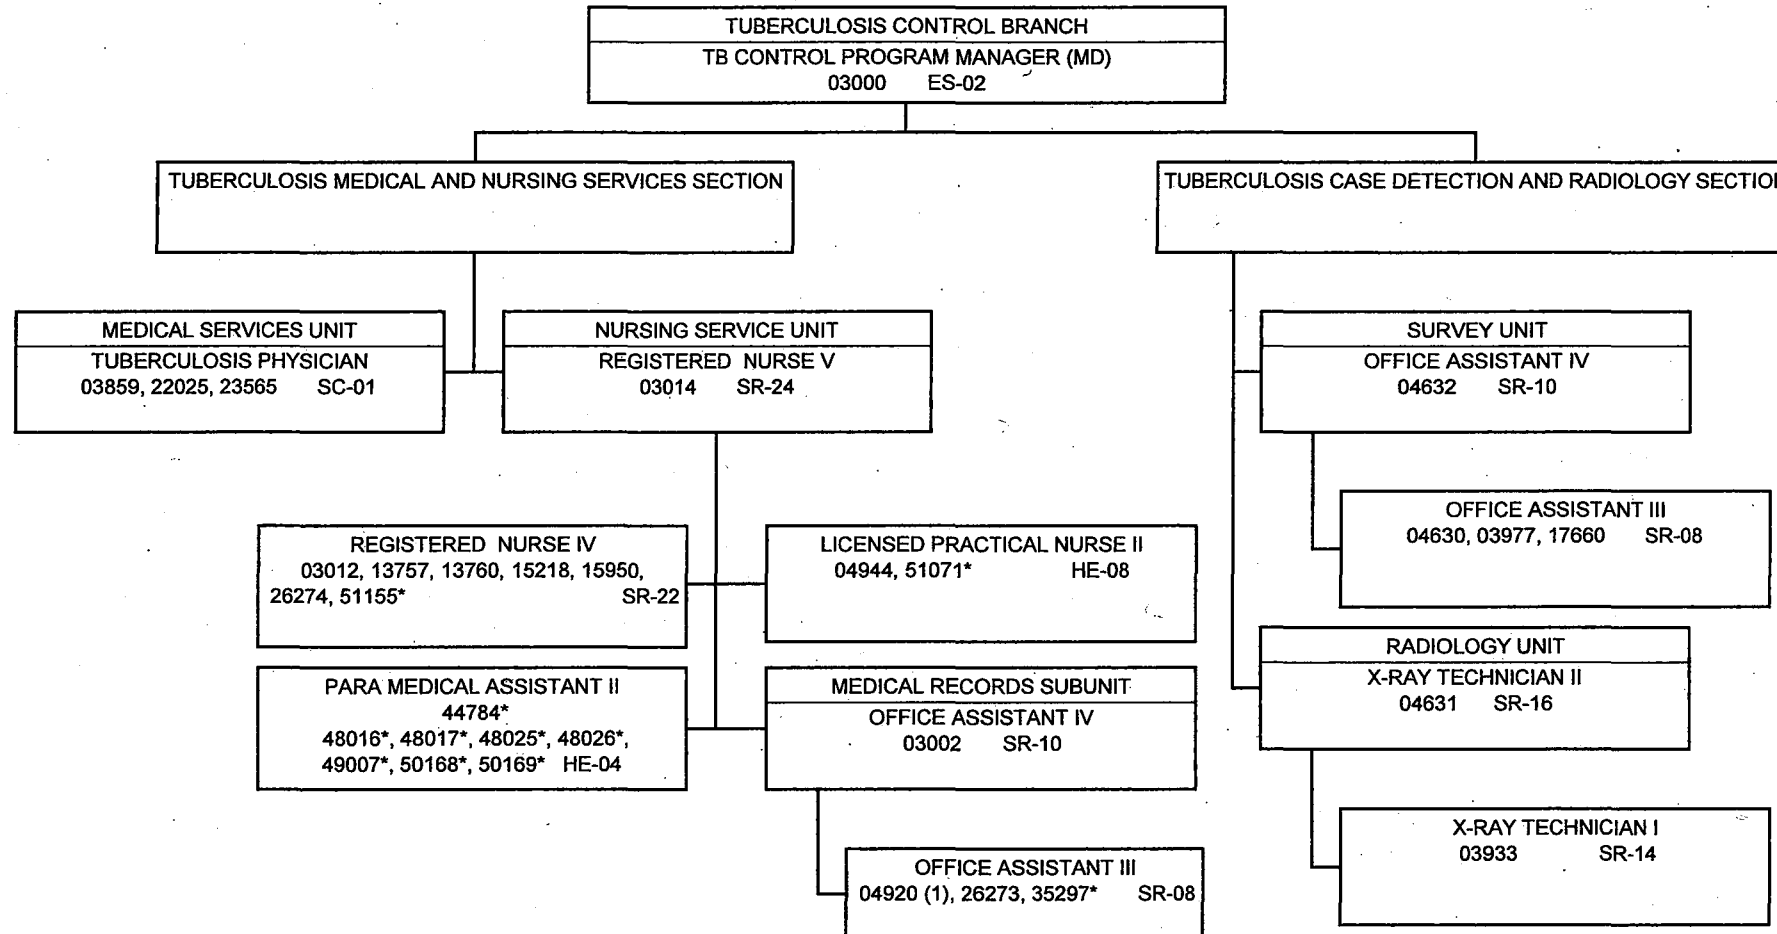 TUBERCULOSIS CONTROL BRANCH
TB CONTROL PROGRAM MANAGER (MD)
03000 ES-02
TUBERCULOSIS MEDICAL AND NURSING SERVICES SECTION
TUBERCULOSIS CASE DETECTION AND RADIOLOGY SECTION
MEDICAL SERVICES UNIT
TUBERCULOSIS PHYSICIAN
03859, 22025, 23565 SC-01
NURSING SERVICE UNIT
REGISTERED NURSE V
03014 SR-24
SURVEY UNIT
OFFICE ASSISTANT IV
04632 SR-10
OFFICE ASSISTANT III
04630, 03977, 17660 SR-08
REGISTERED NURSE IV
03012, 13757, 13760, 15218, 15950,
26274, 51155* SR-22
LICENSED PRACTICAL NURSE II
04944, 51071* HE-08
PARA MEDICAL ASSISTANT II
44784*
48016*, 48017*, 48025*, 48026*,
49007*, 50168*, 50169* HE-04
MEDICAL RECORDS SUBUNIT
OFFICE ASSISTANT IV
03002 SR-10
RADIOLOGY UNIT
X-RAY TECHNICIAN II
04631 SR-16
X-RAY TECHNICIAN I
03933 SR-14
OFFICE ASSISTANT III
04920 (1), 26273, 35297* SR-08